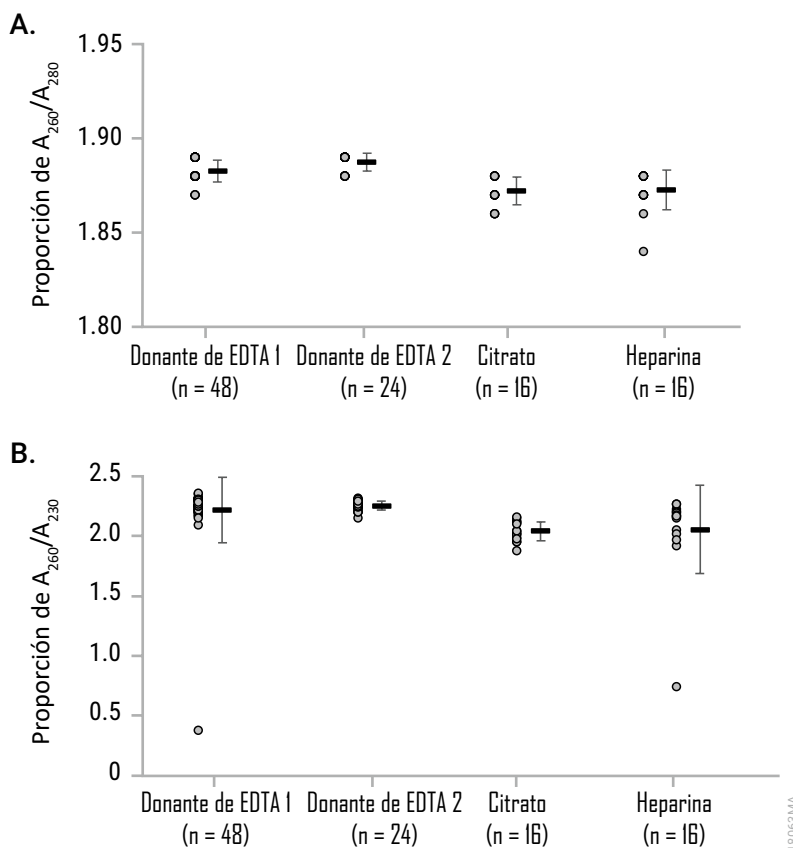 A.
Proporción de A260/A280
1.95
1.90
1.85
1.80
Donante de EDTA 1 Donante de EDTA 2 Citrato Heparina
(n = 48) (n = 24) (n = 16) (n = 16)
B.
Proporción de A260/A230
2.5
2.0
1.5
1.0
0.5
0
Donante de EDTA 1 Donante de EDTA 2 Citrato Heparina
(n = 48) (n = 24) (n = 16) (n = 16)